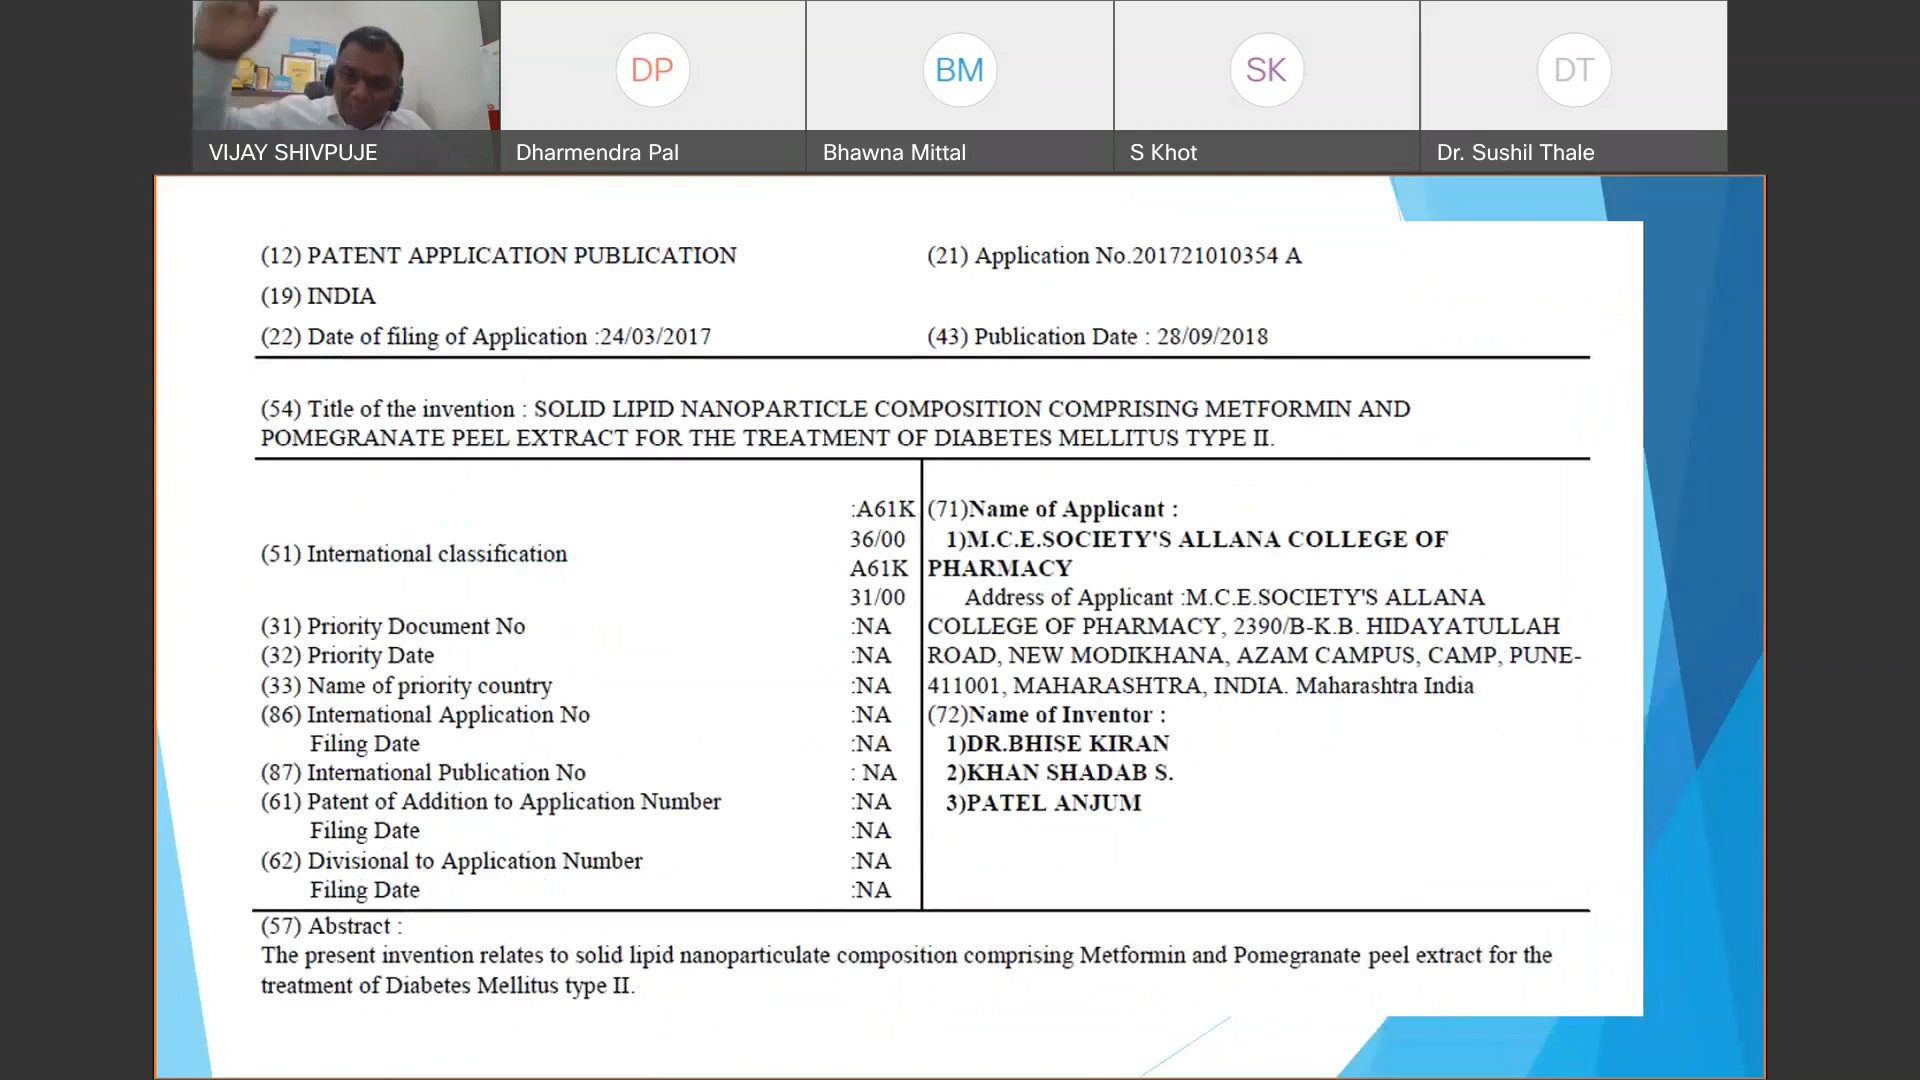 DP
BM
SK
DT
VIJAY SHIVPUJE
Dharmendra Pal
Bhawna Mittal
S Khot
Dr. Sushil Thale
(12) PATENT APPLICATION PUBLICATION
(21) Application No.201721010354 A
(19) INDIA
(22) Date of filing of Application :24/03/2017
(43) Publication Date : 28/09/2018
(54) Title of the invention : SOLID LIPID NANOPARTICLE COMPOSITION COMPRISING METFORMIN AND
POMEGRANATE PEEL EXTRACT FOR THE TREATMENT OF DIABETES MELLITUS TYPE II.
(51) International classification
:A61K
36/00
A61K
31/00
(31) Priority Document No :NA
(32) Priority Date :NA
(33) Name of priority country :NA
(86) International Application No :NA
Filing Date :NA
(87) International Publication No : NA
(61) Patent of Addition to Application Number :NA
Filing Date :NA
(62) Divisional to Application Number :NA
Filing Date :NA
(71)Name of Applicant :
1)M.C.E.SOCIETY'S ALLANA COLLEGE OF
PHARMACY
Address of Applicant :M.C.E.SOCIETY'S ALLANA
COLLEGE OF PHARMACY, 2390/B-K.B. HIDAYATULLAH
ROAD, NEW MODIKHANA, AZAM CAMPUS, CAMP, PUNE-
411001, MAHARASHTRA, INDIA. Maharashtra India
(72)Name of Inventor :
1)DR.BHISE KIRAN
2)KHAN SHADAB S.
3)PATEL ANJUM
(57) Abstract :
The present invention relates to solid lipid nanoparticulate composition comprising Metformin and Pomegranate peel extract for the
treatment of Diabetes Mellitus type II.